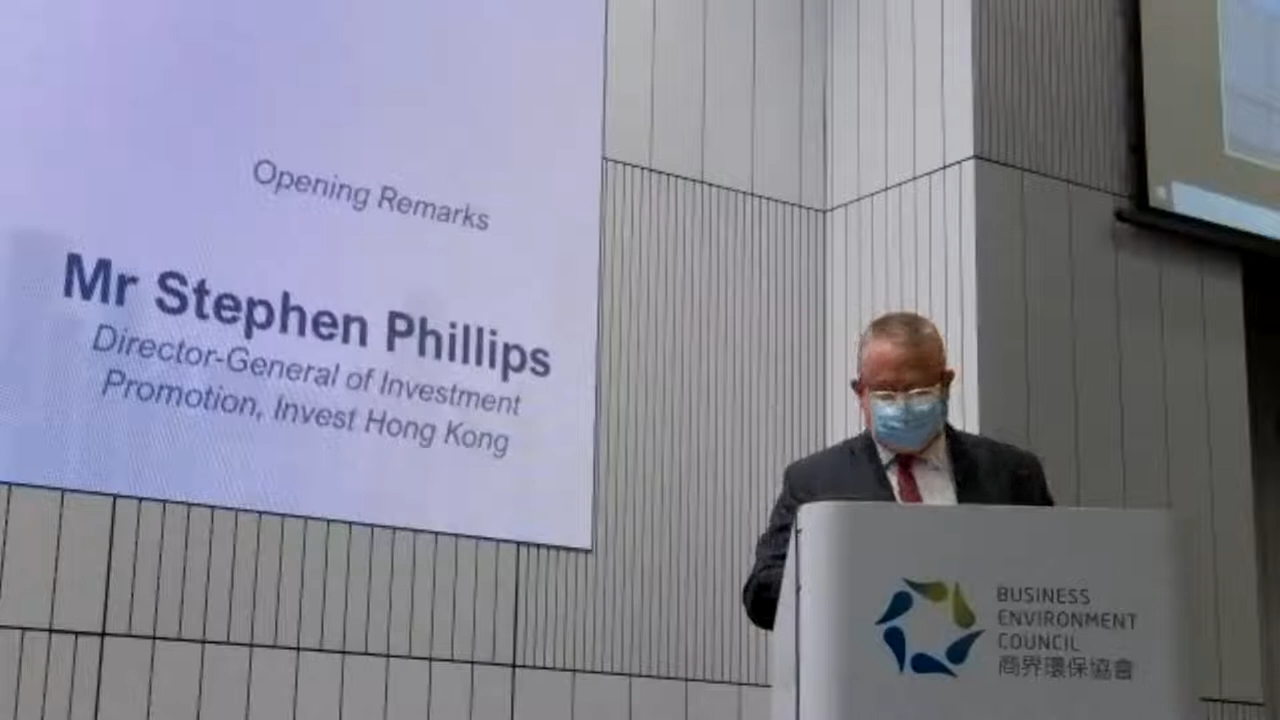 Opening Remarks
Mr Stephen Phillips
Director-General of Investment
Promotion, Invest Hong Kong
BUSINESS
ENVIRONMENT
COUNCIL
商界環保協會